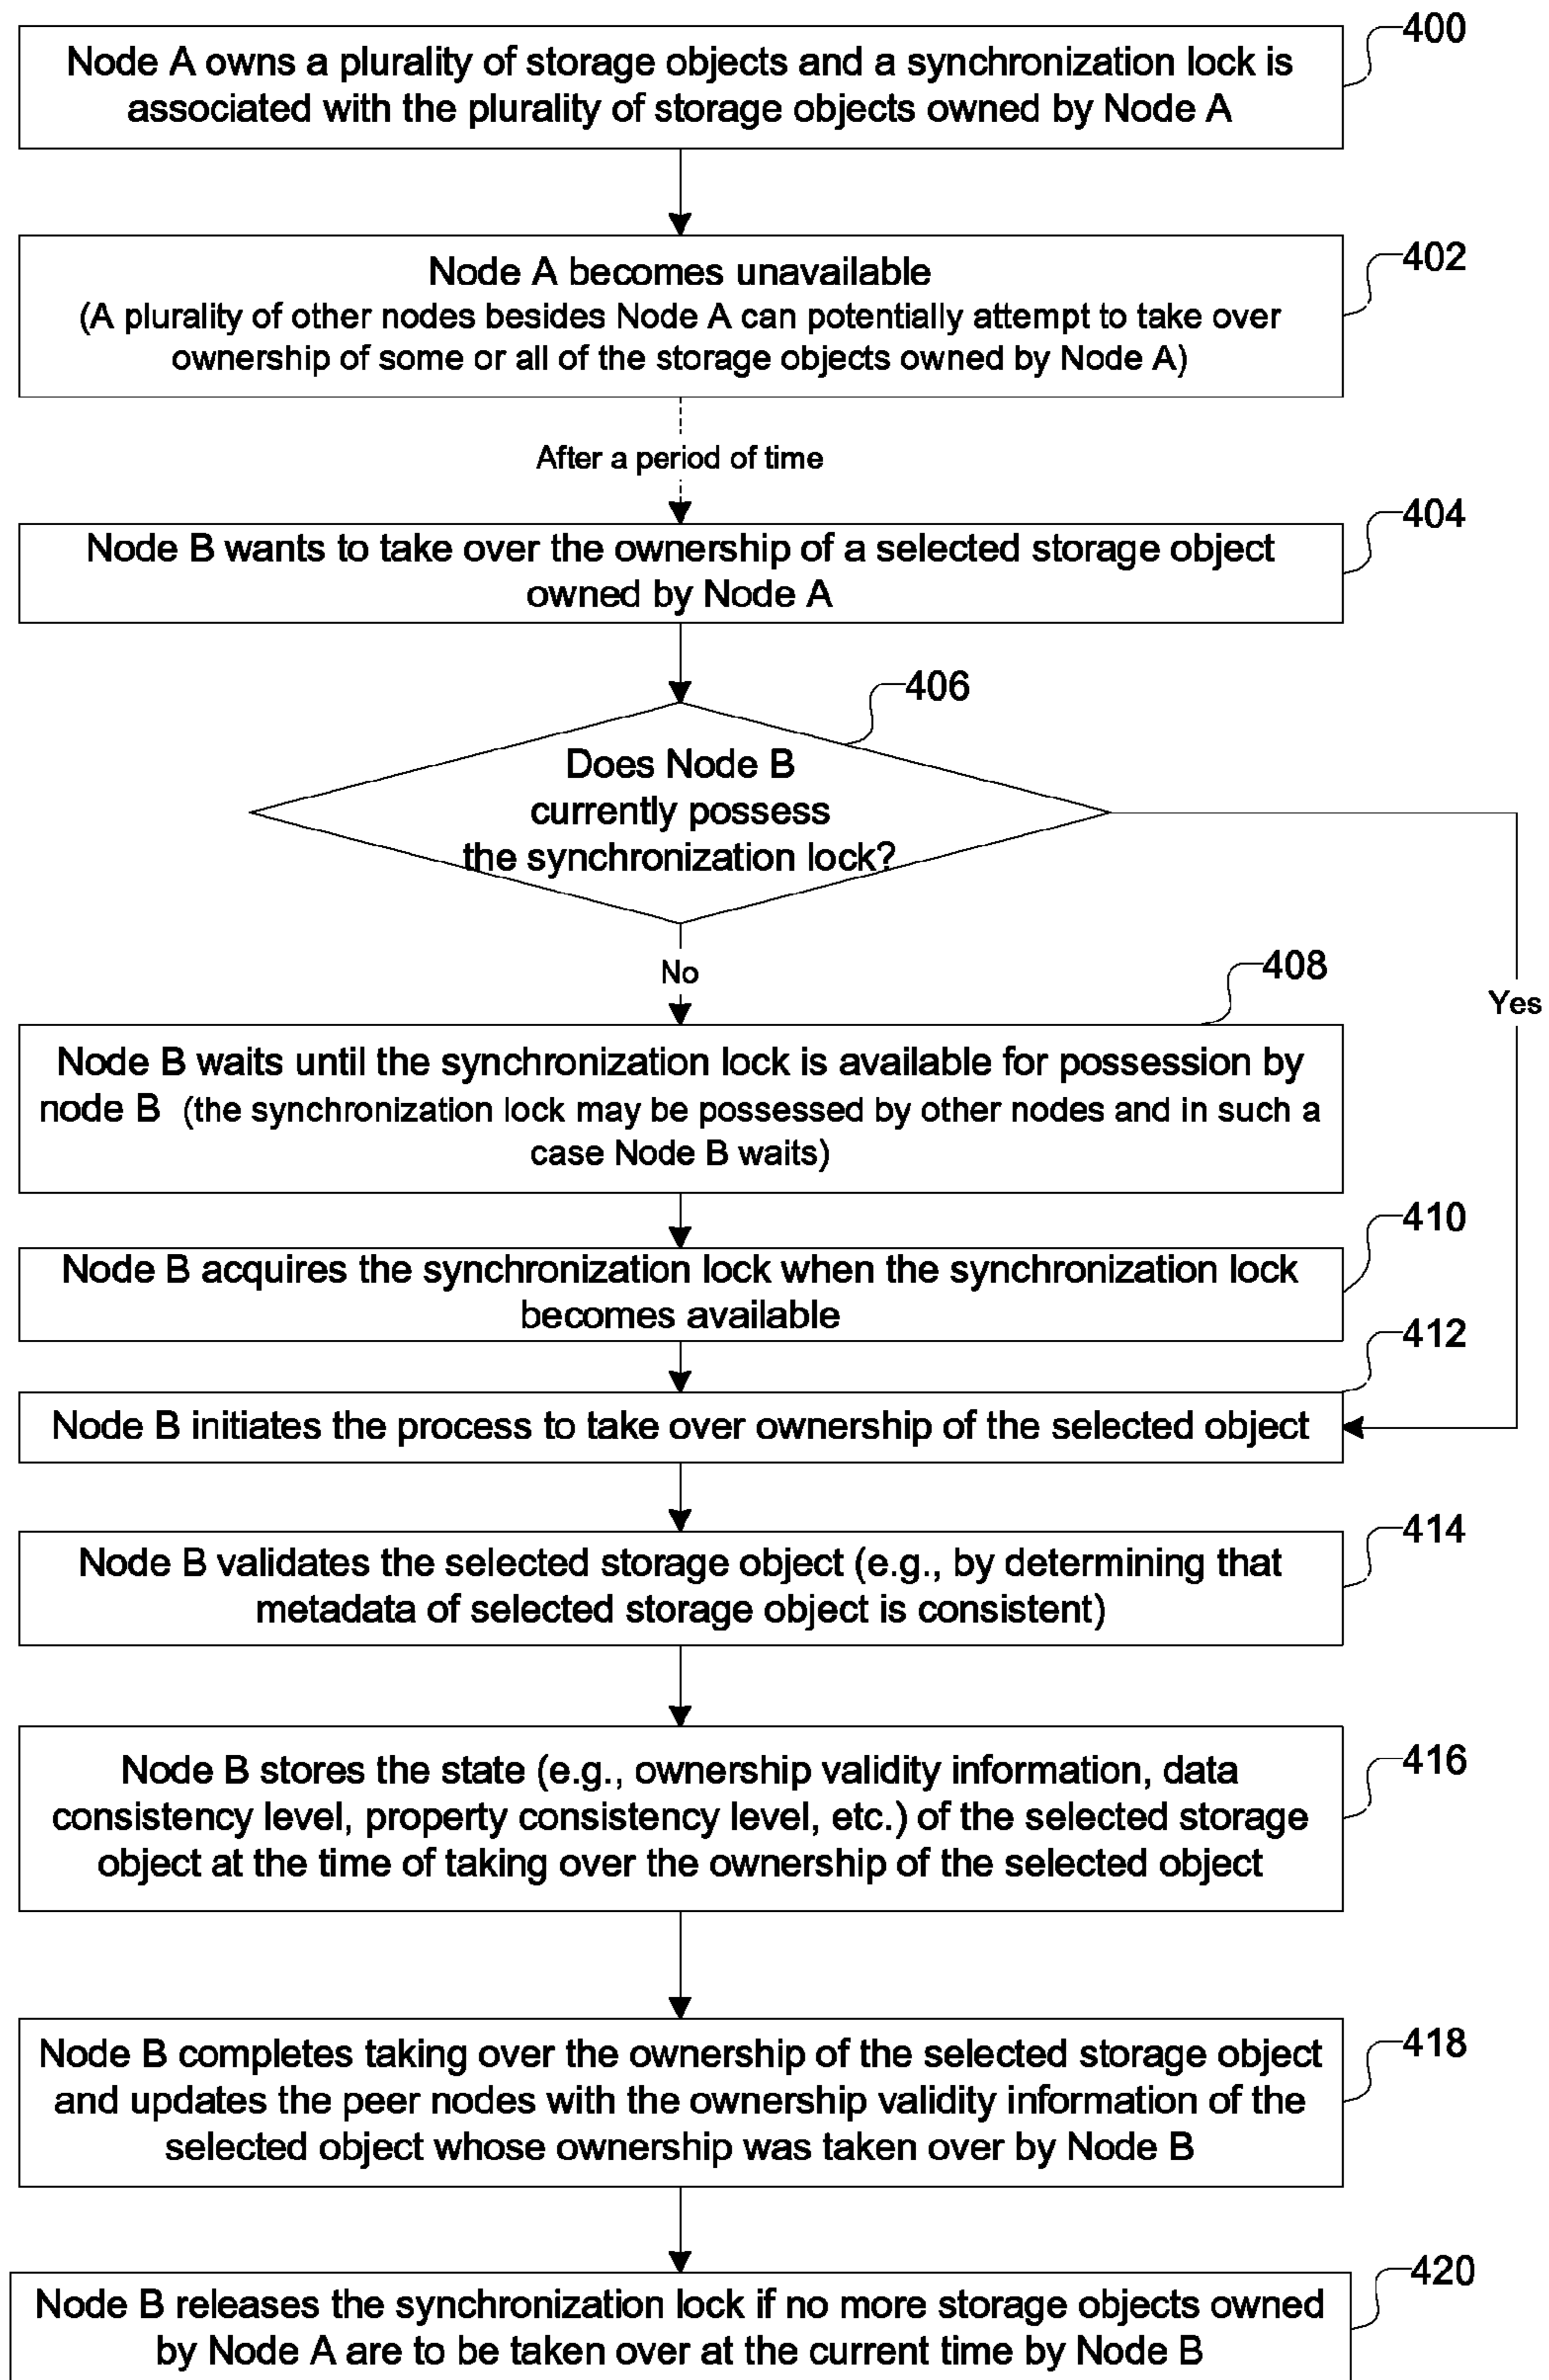 400
Node A owns a plurality of storage objects and a synchronization lock is
associated with the plurality of storage objects owned by Node A
402
Node A becomes unavailable
(A plurality of other nodes besides Node A can potentially attempt to take over
ownership of some or all of the storage objects owned by Node A)
After a period of time
404
Node B wants to take over the ownership of a selected storage object
owned by Node A
406
Does Node B
currently possess
the synchronization lock?
No
Yes
408
Node B waits until the synchronization lock is available for possession by
node B (the synchronization lock may be possessed by other nodes and in such a
case Node B waits)
410
Node B acquires the synchronization lock when the synchronization lock
becomes available
412
Node B initiates the process to take over ownership of the selected object
414
Node B validates the selected storage object (e.g., by determining that
metadata of selected storage object is consistent)
416
Node B stores the state (e.g., ownership validity information, data
consistency level, property consistency level, etc.) of the selected storage
object at the time of taking over the ownership of the selected object
418
Node B completes taking over the ownership of the selected storage object
and updates the peer nodes with the ownership validity information of the
selected object whose ownership was taken over by Node B
420
Node B releases the synchronization lock if no more storage objects owned
by Node A are to be taken over at the current time by Node B